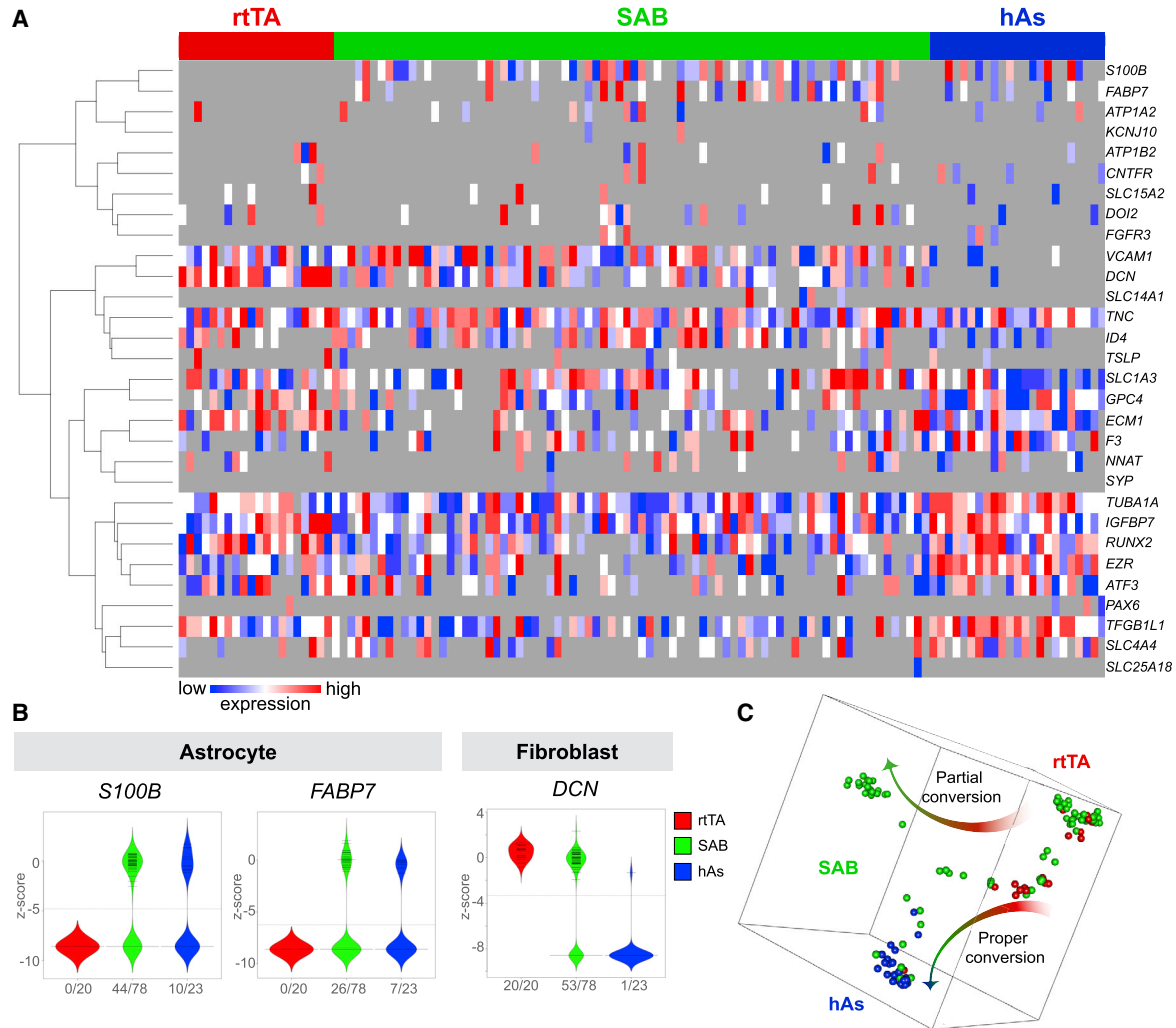 A
rtTA SAB hAs
S100B
FABP7
ATP1A2
KCNJ10
ATP1B2
CNTFR
SLC15A2
DOI2
FGFR3
VCAM1
DCN
SLC14A1
TNC
ID4
TSLP
SLC1A3
GPC4
ECM1
F3
NNAT
SYP
TUBA1A
IGFBP7
RUNX2
EZR
ATF3
PAX6
TFGB1L1
SLC4A4
SLC25A18
low high
expression
B
Astrocyte Fibroblast
S100B FABP7 DCN
z-score
0
-5
-10
0/20 44/78 10/23
z-score
0
-5
-10
0/20 26/78 7/23
z-score
4
0
-4
-8
20/20 53/78 1/23
rtTA
SAB
hAs
C
rtTA
Partial
conversion
SAB
Proper
conversion
hAs